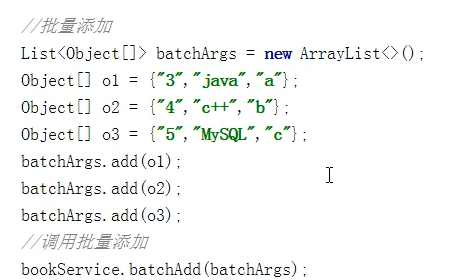 //批量添加
List<Object[]> batchArgs = new ArrayList<>();
Object[] o1 = {"3","java","a"};
Object[] o2 = {"4","c++","b"};
Object[] o3 = {"5","MySQL","c"};
batchArgs.add(o1);
batchArgs.add(o2);
batchArgs.add(o3);
//调用批量添加
bookService.batchAdd(batchArgs);